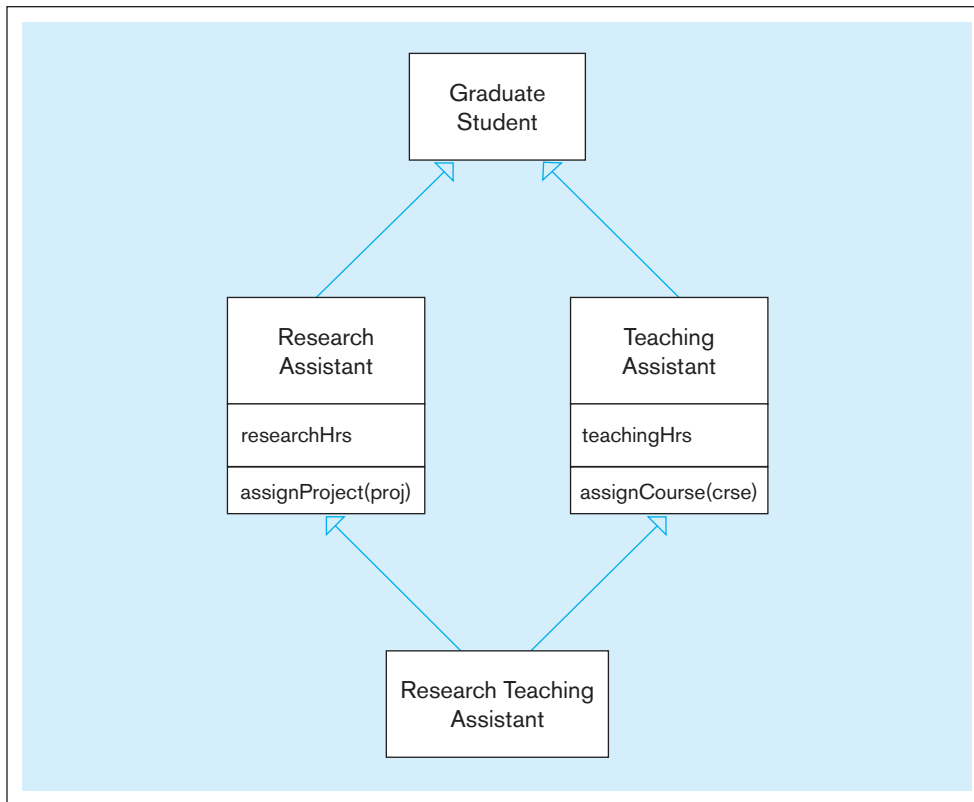 Graduate
Student
Research
Assistant
researchHrs
assignProject(proj)
Teaching
Assistant
teachingHrs
assignCourse(crse)
Research Teaching
Assistant